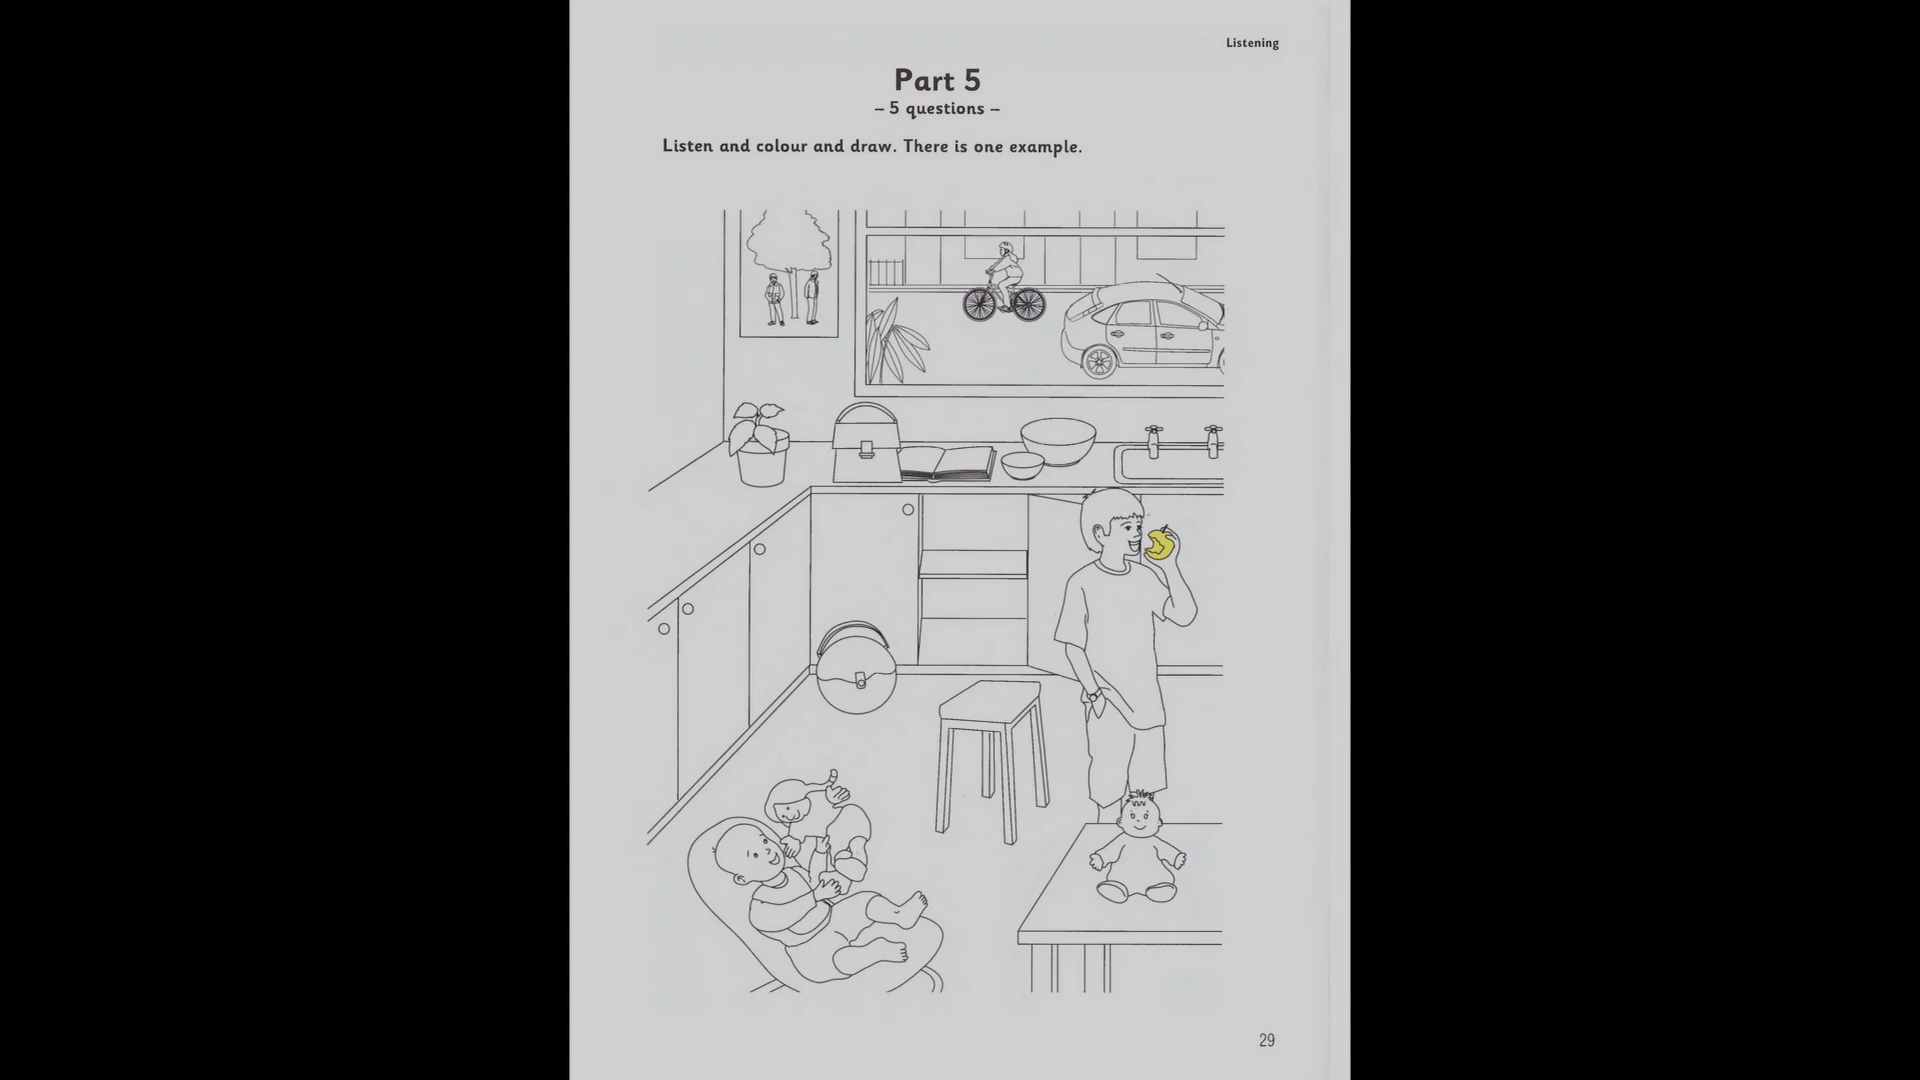 Listening
Part 5
– 5 questions –
Listen and colour and draw. There is one example.
29